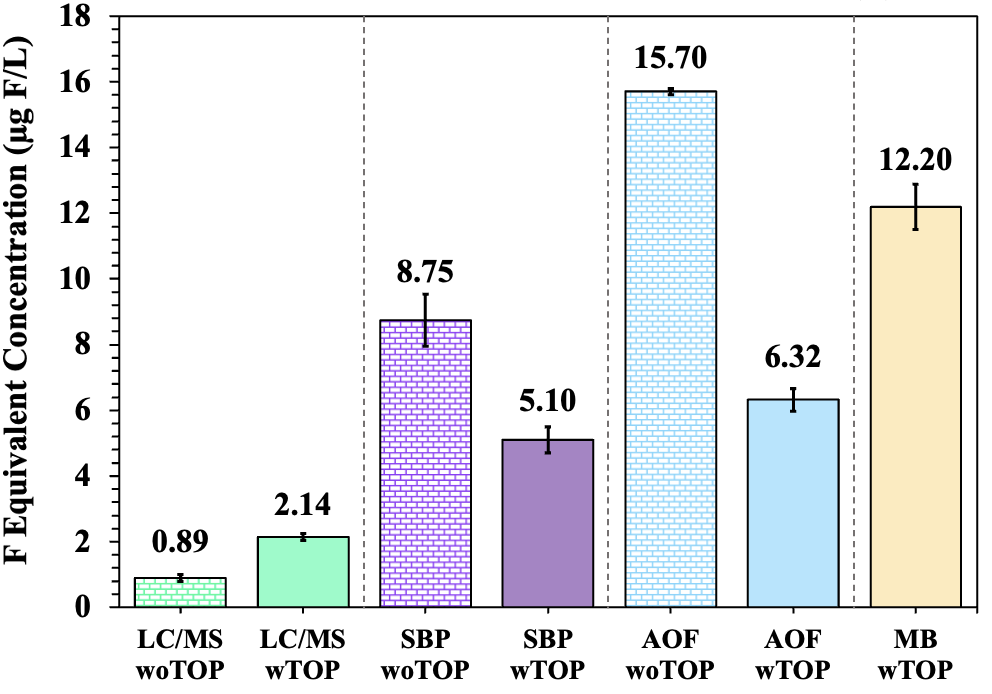 F Equivalent Concentration (µg F/L)
18
16
14
12
10
8
6
4
2
0
0.89
2.14
8.75
5.10
15.70
6.32
12.20
LC/MS
woTOP
LC/MS
wTOP
SBP
woTOP
SBP
wTOP
AOF
woTOP
AOF
wTOP
MB
wTOP